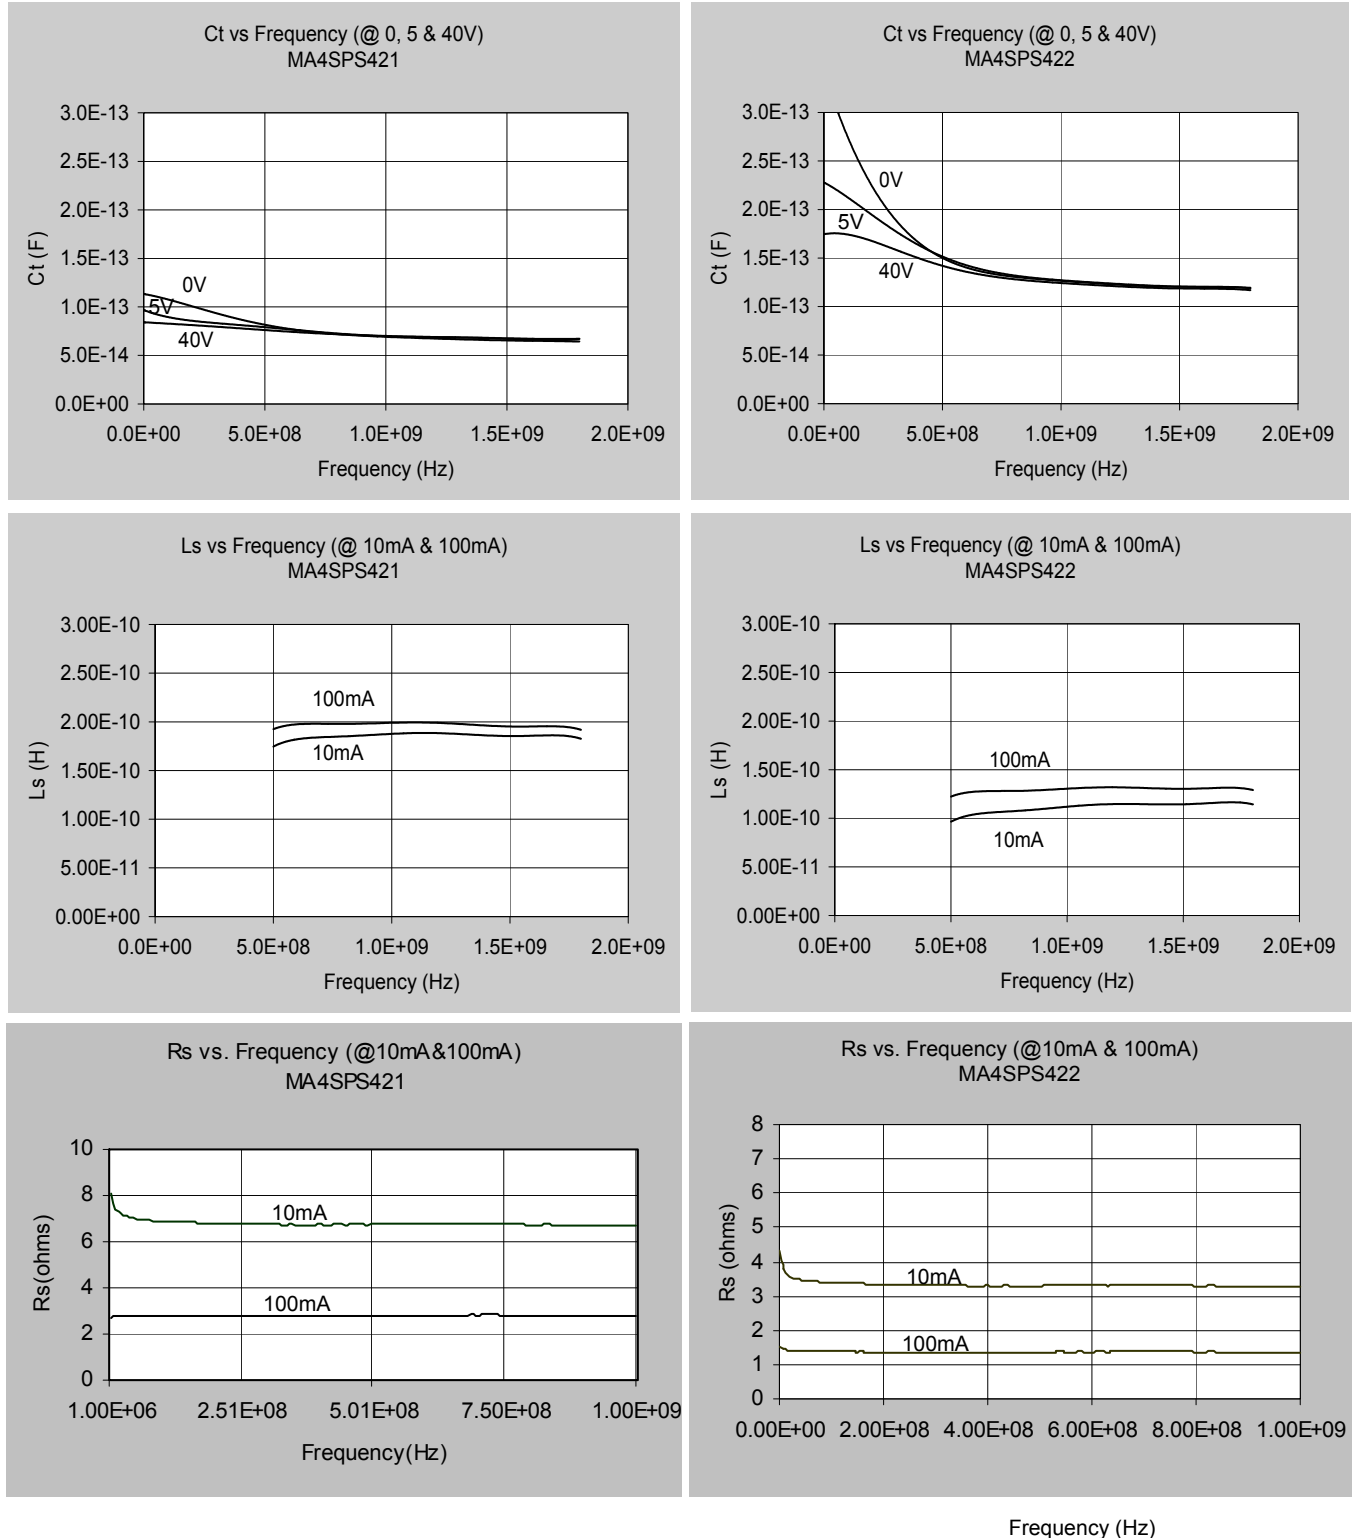 Ct vs Frequency (@ 0, 5 & 40V)
MA4SPS421
3.0E-13
2.5E-13
2.0E-13
1.5E-13
1.0E-13
5.0E-14
0.0E+00
Ct (F)
0V
5V
40V
0.0E+00 5.0E+08 1.0E+09 1.5E+09 2.0E+09
Frequency (Hz)
Ct vs Frequency (@ 0, 5 & 40V)
MA4SPS422
3.0E-13
2.5E-13
2.0E-13
1.5E-13
1.0E-13
5.0E-14
0.0E+00
Ct (F)
0V
5V
40V
0.0E+00 5.0E+08 1.0E+09 1.5E+09 2.0E+09
Frequency (Hz)
Ls vs Frequency (@ 10mA & 100mA)
MA4SPS421
3.00E-10
2.50E-10
2.00E-10
1.50E-10
1.00E-10
5.00E-11
0.00E+00
Ls (H)
100mA
10mA
0.0E+00 5.0E+08 1.0E+09 1.5E+09 2.0E+09
Frequency (Hz)
Ls vs Frequency (@ 10mA & 100mA)
MA4SPS422
3.00E-10
2.50E-10
2.00E-10
1.50E-10
1.00E-10
5.00E-11
0.00E+00
Ls (H)
100mA
10mA
0.0E+00 5.0E+08 1.0E+09 1.5E+09 2.0E+09
Frequency (Hz)
Rs vs. Frequency (@10mA&100mA)
MA4SPS421
10
8
6
4
2
0
Rs(ohms)
10mA
100mA
1.00E+06 2.51E+08 5.01E+08 7.50E+08 1.00E+09
Frequency(Hz)
Rs vs. Frequency (@10mA & 100mA)
MA4SPS422
8
7
6
5
4
3
2
1
0
Rs (ohms)
10mA
100mA
0.00E+00 2.00E+08 4.00E+08 6.00E+08 8.00E+08 1.00E+09
Frequency (Hz)